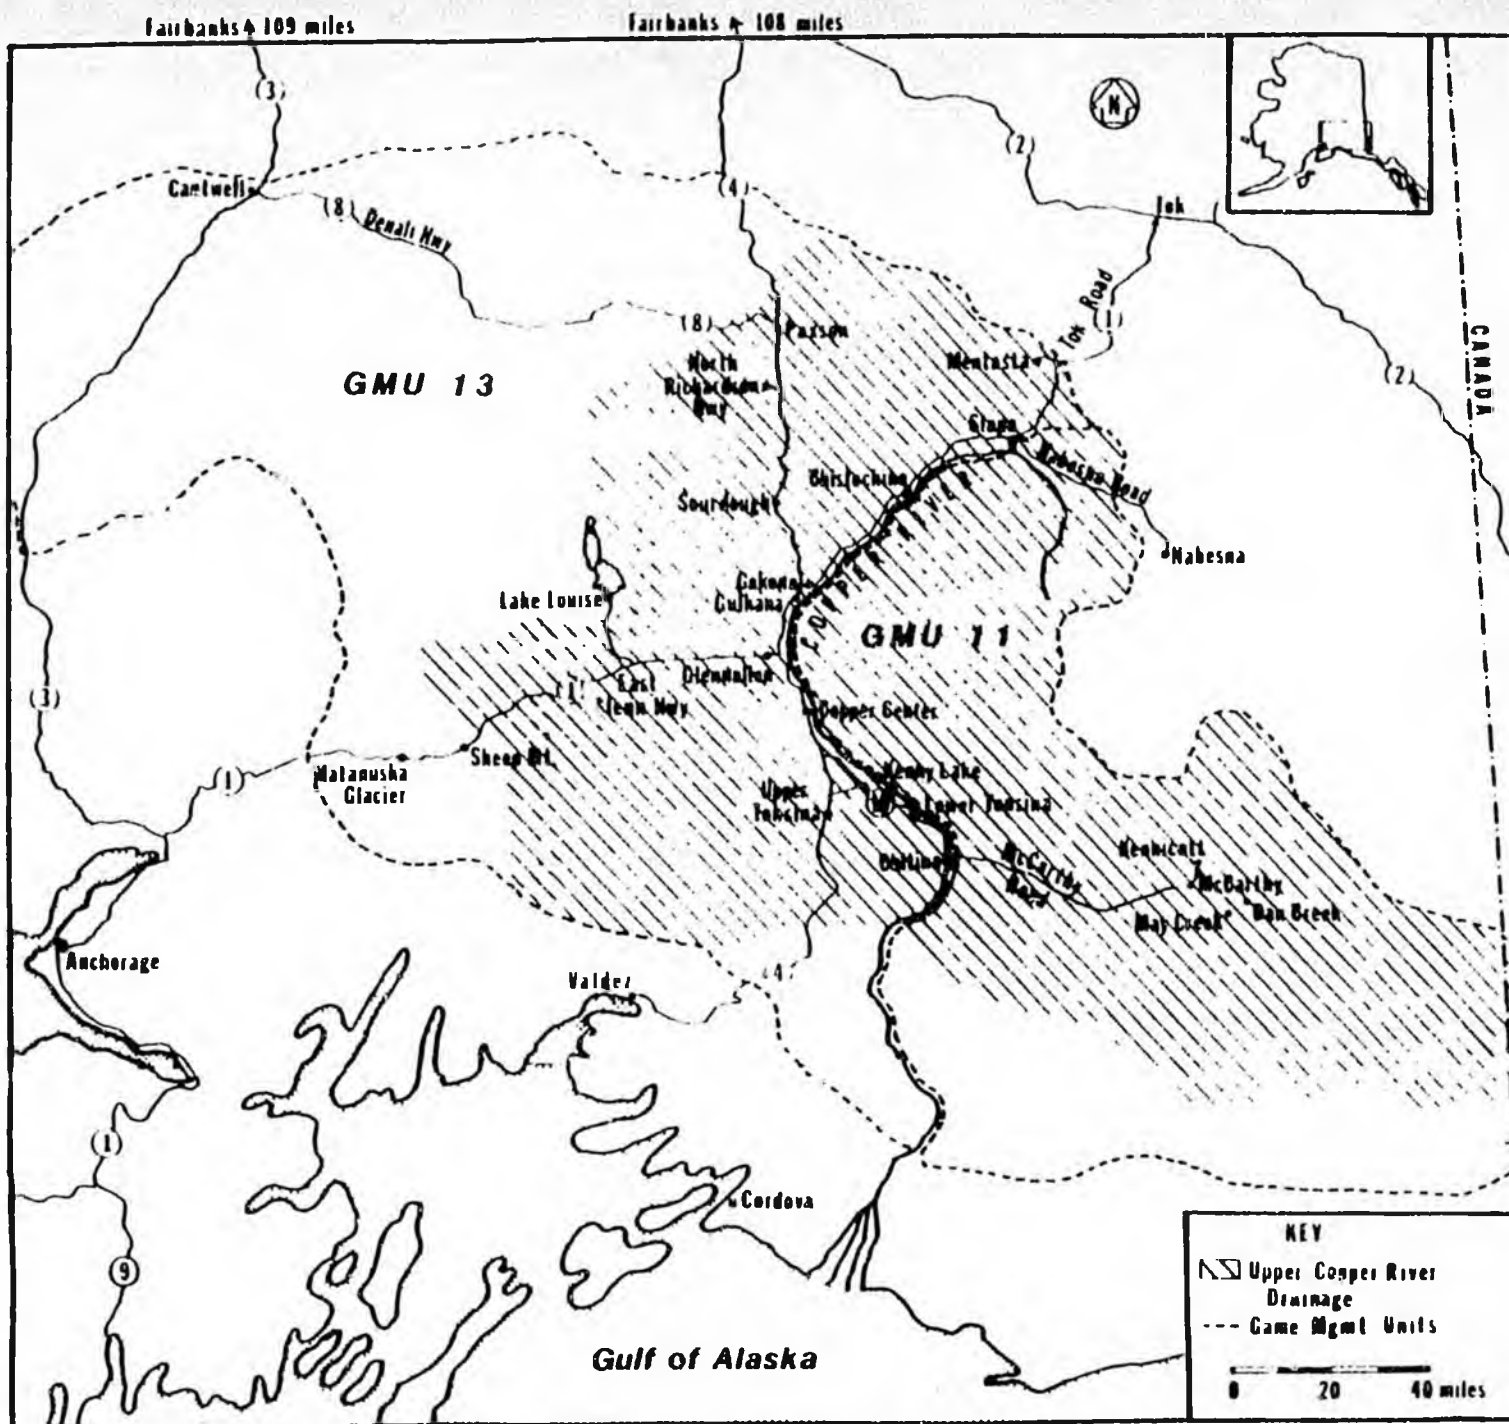 Fairbanks 109 miles
Fairbanks 108 miles
(3)
N
(2)
Cantwell
(4)
Tok
(8) Denali Hwy
Tok Road
(1)
(8)
Paxson
CANADA
North
Richardson
Hwy
Mentasta
(2)
GMU 13
Slana
Nabesna Road
Chistochina
Sourdough
COPPER RIVER
Nabesna
Gakona
Gulkana
Lake Louise
GMU 11
(3)
(1)
East
Glenn Hwy
Glennallen
Copper Center
Sheep Mt.
(1)
Matanuska
Glacier
Kenny Lake
Upper
Tonsina
Lower Tonsina
Chitina
McCarthy
Road
Kennicott
McCarthy
May Creek
Dan Creek
Anchorage
(4)
Valdez
(1)
Cordova
9
Gulf of Alaska
KEY
Upper Copper River
Drainage
Game Mgmt Units
0 20 40 miles